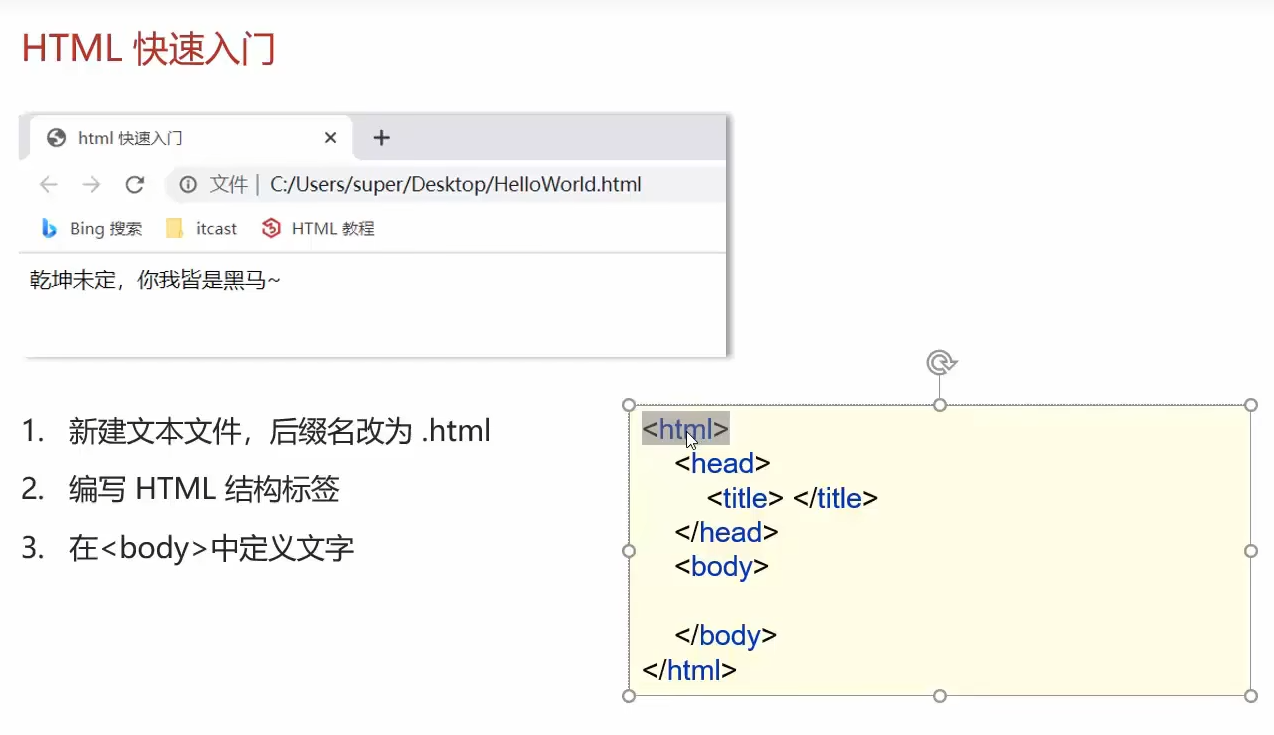 HTML 快速入门
html 快速入门
文件 | C:/Users/super/Desktop/HelloWorld.html
Bing 搜索 itcast HTML 教程
乾坤未定，你我皆是黑马~
1. 新建文本文件，后缀名改为 .html
2. 编写 HTML 结构标签
3. 在<body>中定义文字
<html>
<head>
<title> </title>
</head>
<body>
</body>
</html>